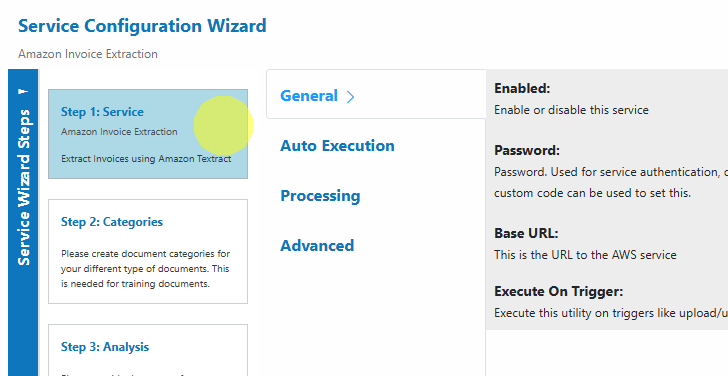 Service Configuration Wizard
Amazon Invoice Extraction
Service Wizard Steps
Step 1: Service
Amazon Invoice Extraction
Extract Invoices using Amazon Textract
Step 2: Categories
Please create document categories for
your different type of documents. This
is needed for training documents.
Step 3: Analysis
General
Auto Execution
Processing
Advanced
Enabled:
Enable or disable this service
Password:
Password. Used for service authentication,
custom code can be used to set this.
Base URL:
This is the URL to the AWS service
Execute On Trigger:
Execute this utility on triggers like